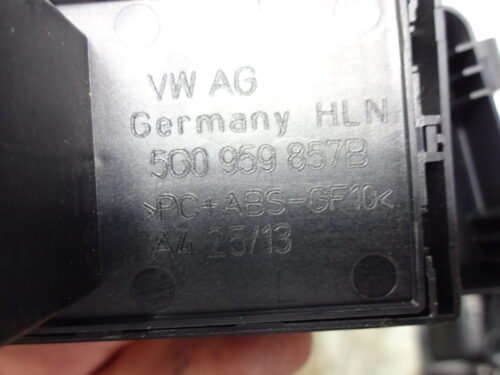 VW AG
Germany HLN
5G0 959 857B
>PC+ABS-GF10<
A4 25/13